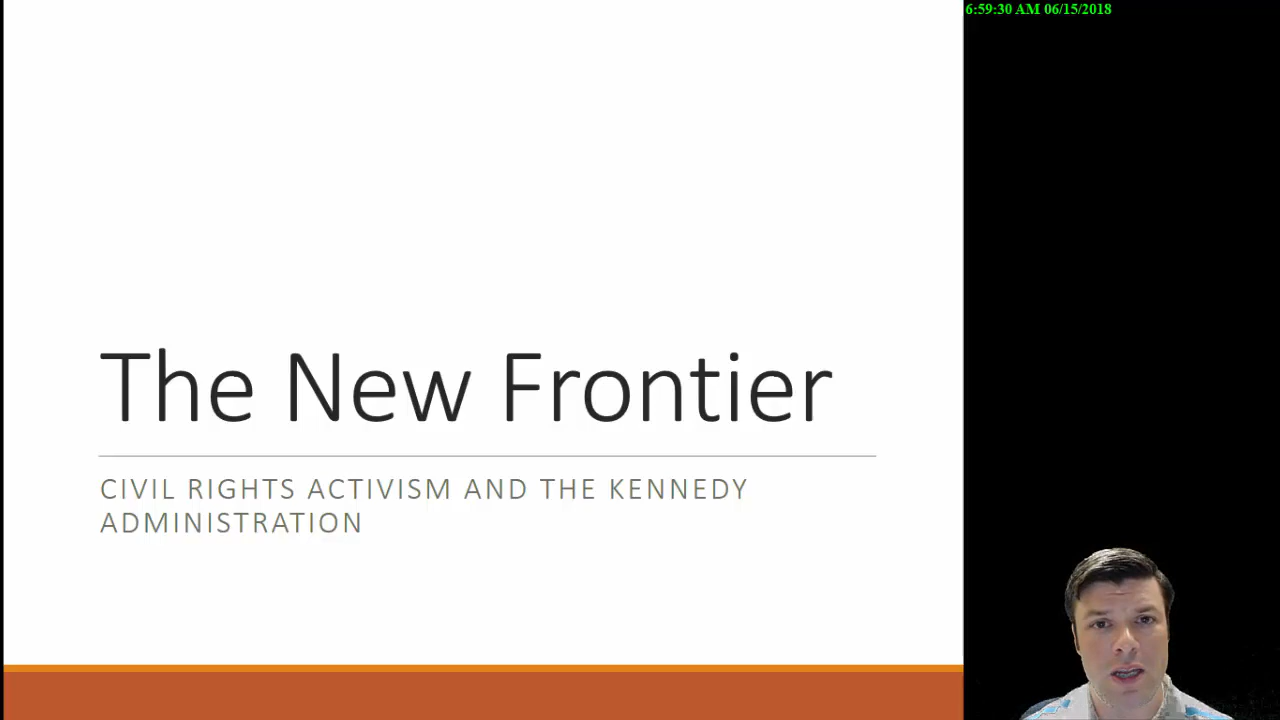 6:59:30 AM 06/15/2018
The New Frontier
CIVIL RIGHTS ACTIVISM AND THE KENNEDY
ADMINISTRATION